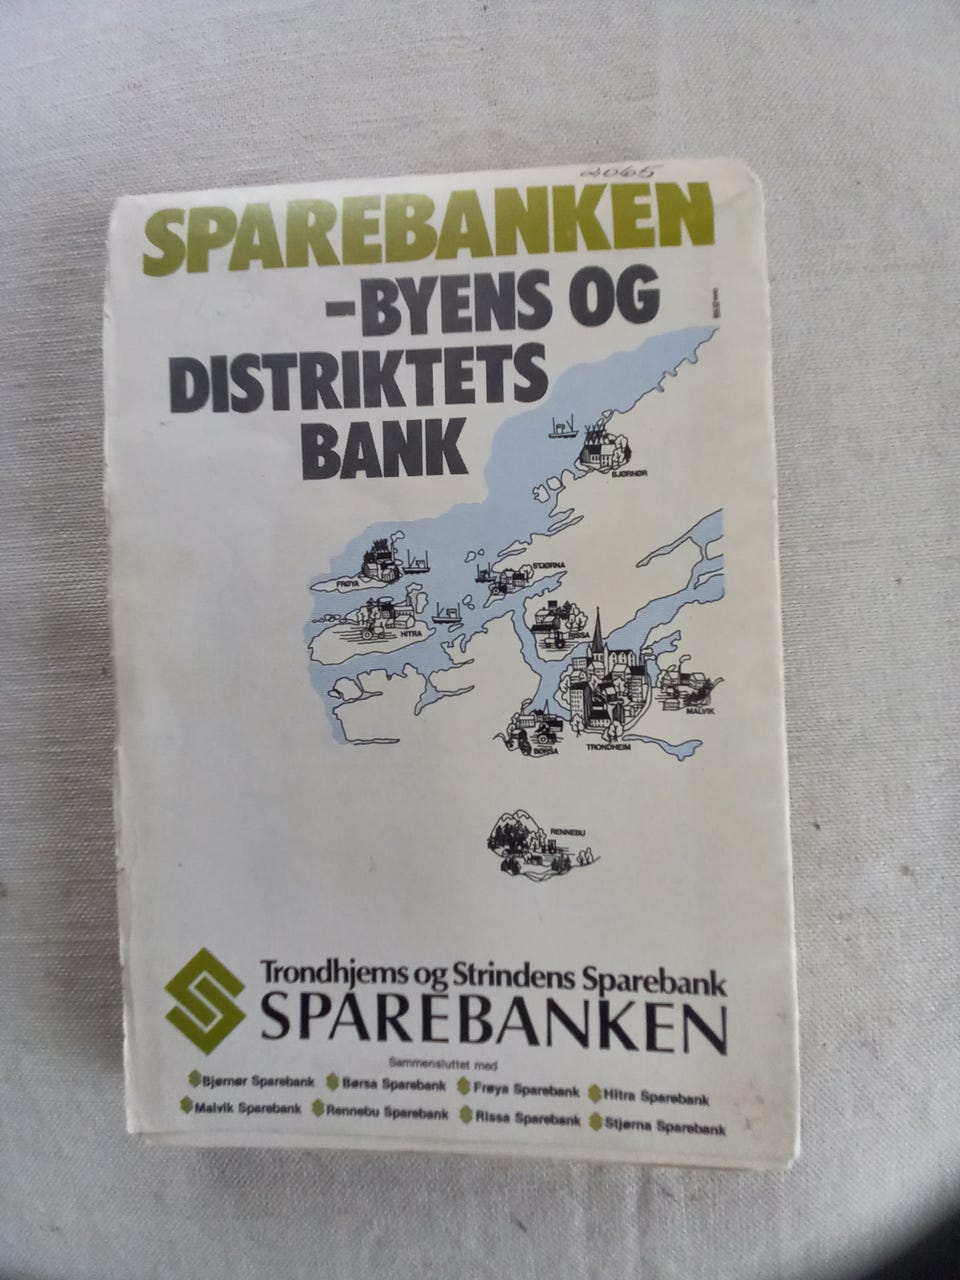 2065
SPAREBANKEN
-BYENS OG
DISTRIKTETS
BANK
BJØRNØR
STJØRNA
FRØYA
HITRA
RISSA
MALVIK
BØRSA
TRONDHEIM
RENNEBU
Trondhjems og Strindens Sparebank
SPAREBANKEN
Sammensluttet med
Bjørnør Sparebank Børsa Sparebank Frøya Sparebank Hitra Sparebank
Malvik Sparebank Rennebu Sparebank Rissa Sparebank Stjørna Sparebank